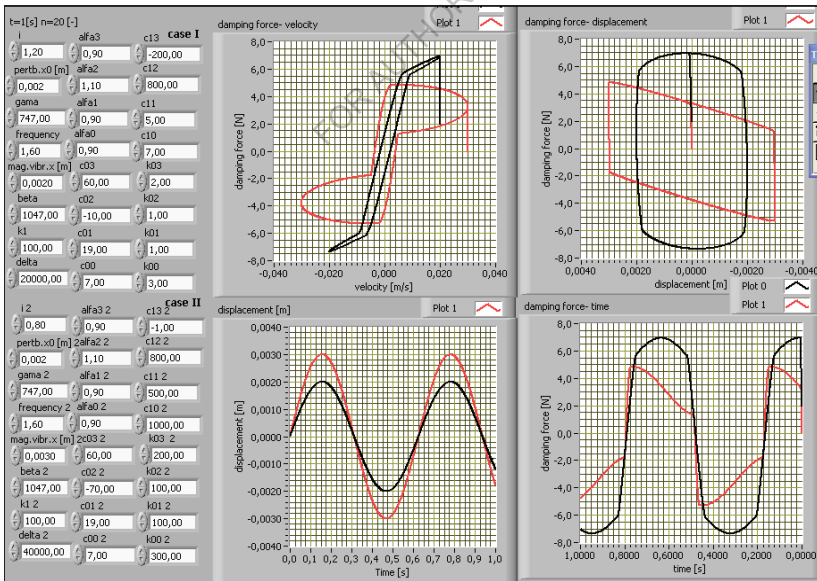 t=1[s] n=20 [-]
case I
i alfa3 c13
1,20 0,90 -200,00
pertb.x0 [m] alfa2 c12
0,002 1,10 800,00
gama alfa1 c11
747,00 0,90 5,00
frequency alfa0 c10
1,60 0,90 7,00
mag.vibr.x [m] c03 k03
0,0020 60,00 2,00
beta c02 k02
1047,00 -10,00 1,00
k1 c01 k01
100,00 19,00 1,00
delta c00 k00
20000,00 7,00 3,00
case II
i 2 alfa3 2 c13 2
0,80 0,90 -1,00
pertb.x0 [m] 2 alfa2 2 c12 2
0,002 1,10 800,00
gama 2 alfa1 2 c11 2
747,00 0,90 500,00
frequency 2 alfa0 2 c10 2
1,60 0,90 1000,00
mag.vibr.x [m] 2 c03 2 k03 2
0,0030 60,00 200,00
beta 2 c02 2 k02 2
1047,00 -70,00 100,00
k1 2 c01 2 k01 2
100,00 19,00 100,00
delta 2 c00 2 k00 2
40000,00 7,00 300,00
damping force- velocity
Plot 1
damping force [N]
8,0
6,0
4,0
2,0
0,0
-2,0
-4,0
-6,0
-8,0
-0,040 -0,020 0,000 0,020 0,040
velocity [m/s]
FOR AUTHOR
damping force- displacement
Plot 1
damping force [N]
8,0
6,0
4,0
2,0
0,0
-2,0
-4,0
-6,0
-8,0
0,0040 0,0020 0,0000 -0,0020 -0,0040
displacement [m]
displacement [m]
Plot 1
displacement [m]
0,0040
0,0030
0,0020
0,0010
0,0000
-0,0010
-0,0020
-0,0030
-0,0040
0,0 0,1 0,2 0,3 0,4 0,5 0,6 0,7 0,8 0,9 1,0
Time [s]
Plot 0
damping force- time
Plot 1
damping force [N]
8,0
6,0
4,0
2,0
0,0
-2,0
-4,0
-6,0
-8,0
1,0000 0,8000 0,6000 0,4000 0,2000 0,0000
time [s]